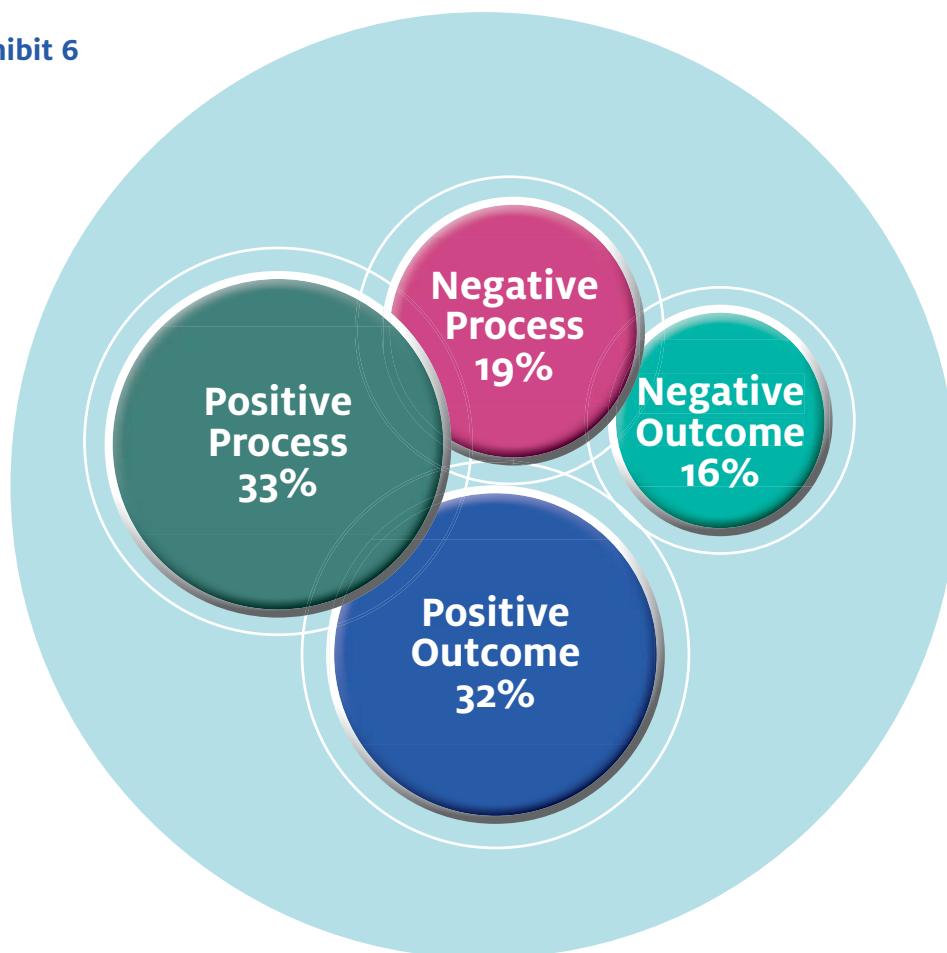 hibit 6
Negative
Process
19%
Negative
Outcome
16%
Positive
Process
33%
Positive
Outcome
32%